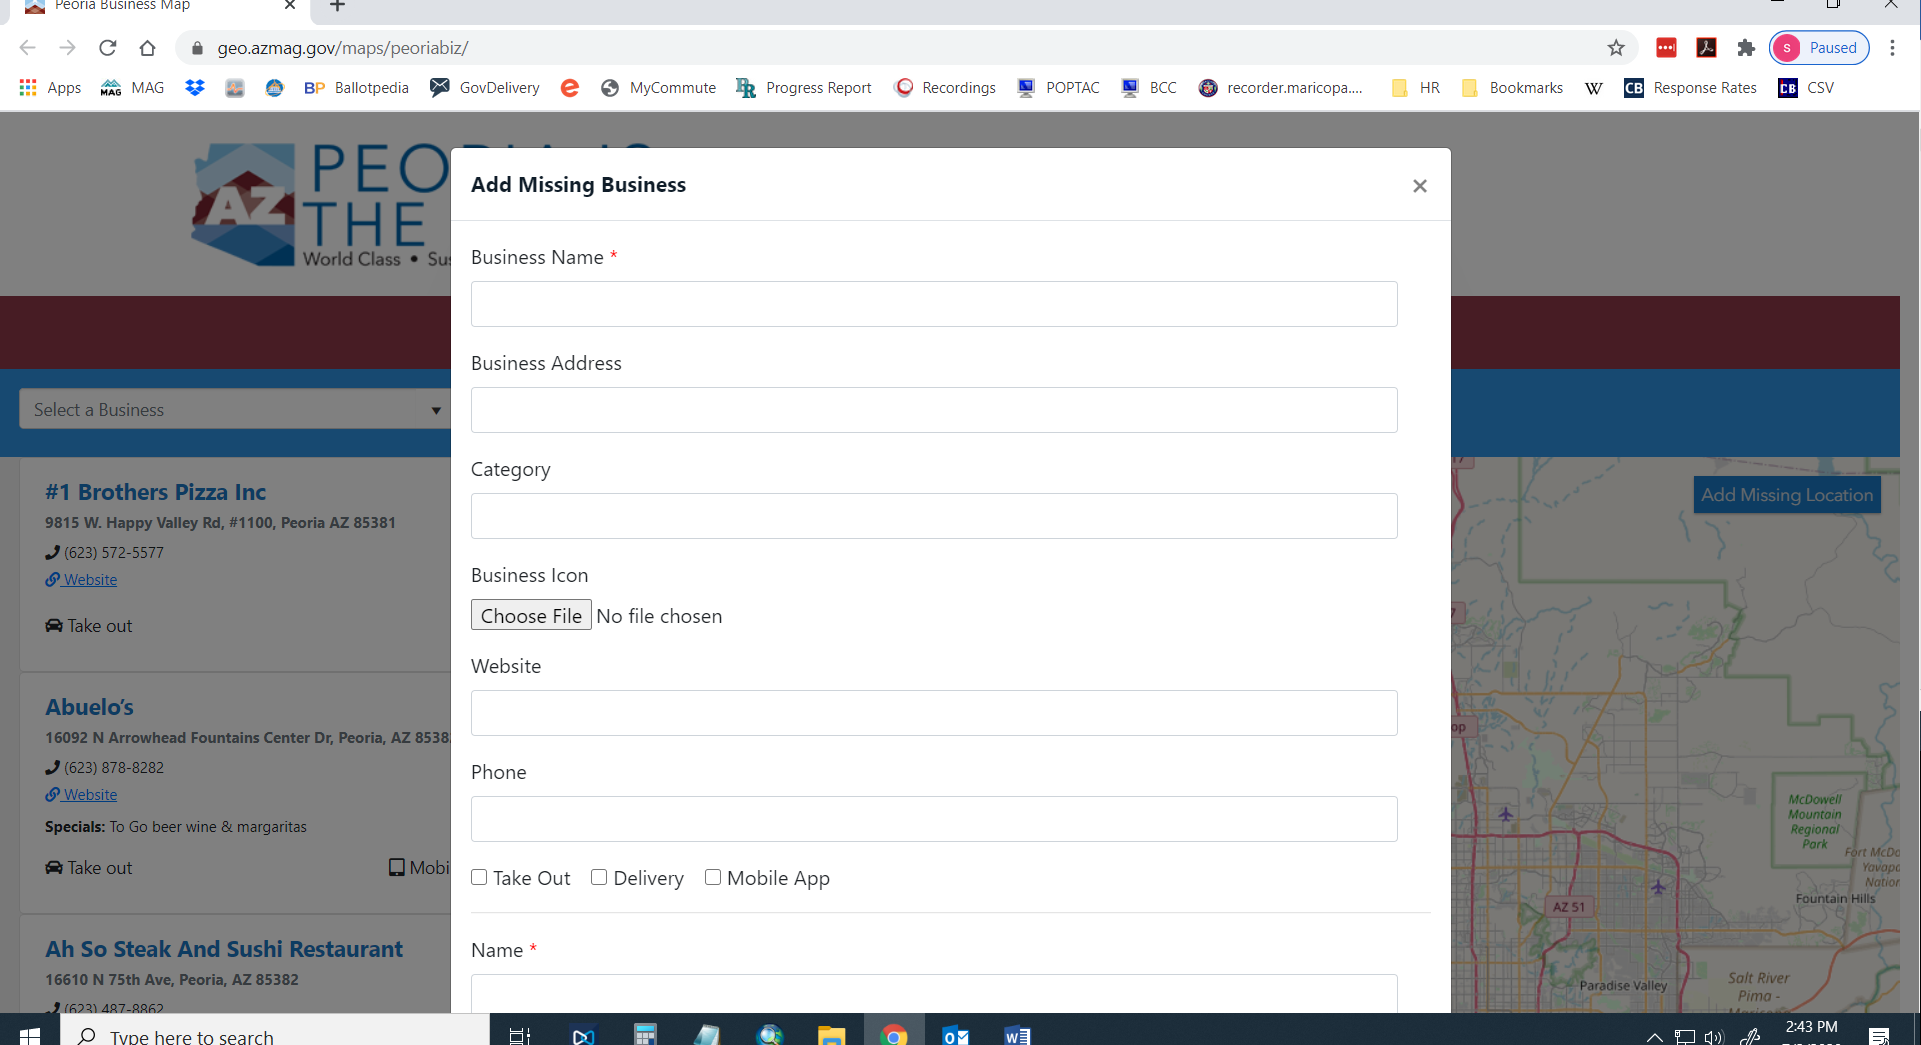 Peoria Business Map
geo.azmag.gov/maps/peoriabiz/
S Paused
Apps MAG BP Ballotpedia GovDelivery MyCommute Progress Report Recordings POPTAC BCC recorder.maricopa.... HR Bookmarks W CB Response Rates CSV
AZ
PEO
THE
World Class •
Add Missing Business
Business Name *
Business Address
Category
Business Icon
Choose File No file chosen
Website
Phone
Take Out Delivery Mobile App
Name *
Select a Business
#1 Brothers Pizza Inc
9815 W. Happy Valley Rd, #1100, Peoria AZ 85381
(623) 572-5577
Website
Take out
Abuelo’s
16092 N Arrowhead Fountains Center Dr, Peoria, AZ 8538
(623) 878-8282
Website
Specials: To Go beer wine & margaritas
Take out Mobi
Ah So Steak And Sushi Restaurant
16610 N 75th Ave, Peoria, AZ 85382
(623) 487-8862
Add Missing Location
McDowell
Mountain
Regional
Park
Fort McDo
Yavapa
Nation
Fountain Hills
AZ 51
Paradise Valley
Salt River
Pima -
Type here to search
2:43 PM